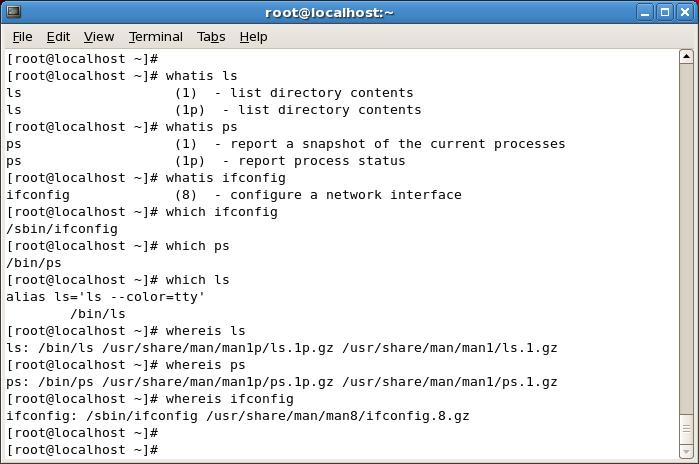 root@localhost:~
File Edit View Terminal Tabs Help
[root@localhost ~]#
[root@localhost ~]# whatis ls
ls                   (1)  - list directory contents
ls                   (1p)  - list directory contents
[root@localhost ~]# whatis ps
ps                   (1)  - report a snapshot of the current processes
ps                   (1p)  - report process status
[root@localhost ~]# whatis ifconfig
ifconfig             (8)  - configure a network interface
[root@localhost ~]# which ifconfig
/sbin/ifconfig
[root@localhost ~]# which ps
/bin/ps
[root@localhost ~]# which ls
alias ls='ls --color=tty'
        /bin/ls
[root@localhost ~]# whereis ls
ls: /bin/ls /usr/share/man/man1p/ls.1p.gz /usr/share/man/man1/ls.1.gz
[root@localhost ~]# whereis ps
ps: /bin/ps /usr/share/man/man1p/ps.1p.gz /usr/share/man/man1/ps.1.gz
[root@localhost ~]# whereis ifconfig
ifconfig: /sbin/ifconfig /usr/share/man/man8/ifconfig.8.gz
[root@localhost ~]#
[root@localhost ~]#